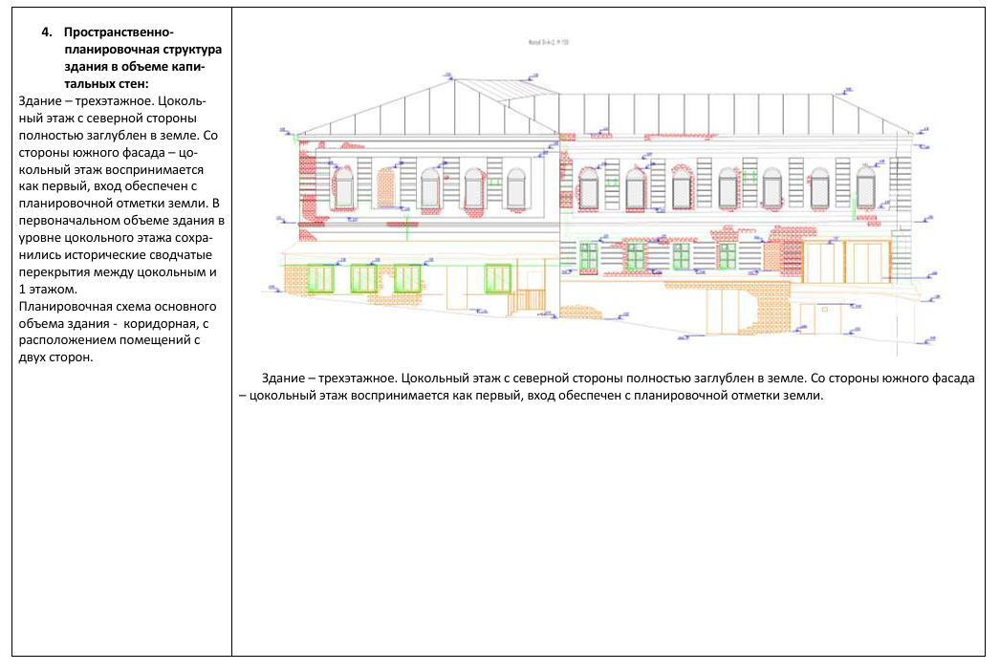 4. Пространственно-
планировочная структура
здания в объеме капи-
тальных стен:
Здание – трехэтажное. Цоколь-
ный этаж с северной стороны
полностью заглублен в земле. Со
стороны южного фасада – цо-
кольный этаж воспринимается
как первый, вход обеспечен с
планировочной отметки земли. В
первоначальном объеме здания в
уровне цокольного этажа сохра-
нились исторические сводчатые
перекрытия между цокольным и
1 этажом.
Планировочная схема основного
объема здания - коридорная, с
расположением помещений с
двух сторон.
Здание – трехэтажное. Цокольный этаж с северной стороны полностью заглублен в земле. Со стороны южного фасада
– цокольный этаж воспринимается как первый, вход обеспечен с планировочной отметки земли.